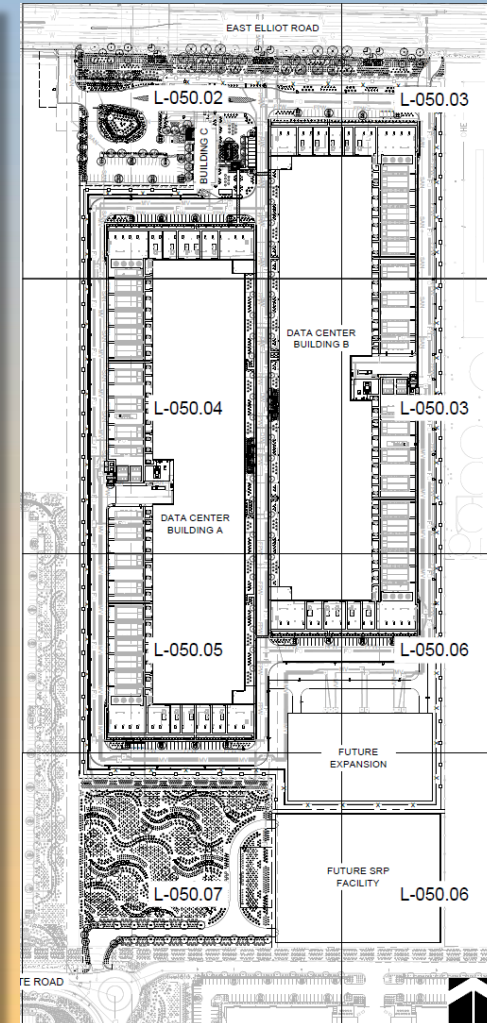 EAST ELLIOT ROAD
L-050.02
L-050.03
BUILDING C
DATA CENTER
BUILDING B
L-050.04
L-050.03
DATA CENTER
BUILDING A
L-050.05
L-050.06
FUTURE
EXPANSION
FUTURE SRP
FACILITY
L-050.07
L-050.06
TE ROAD